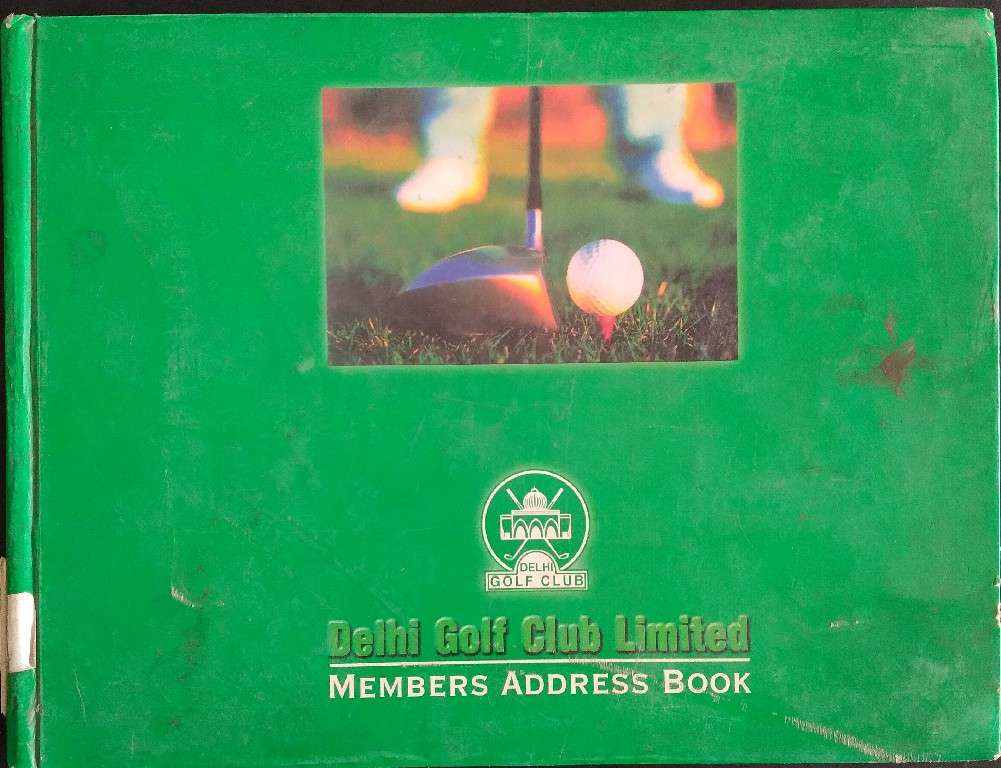 DELHI
GOLF CLUB
Delhi Golf Club Limited
MEMBERS ADDRESS BOOK